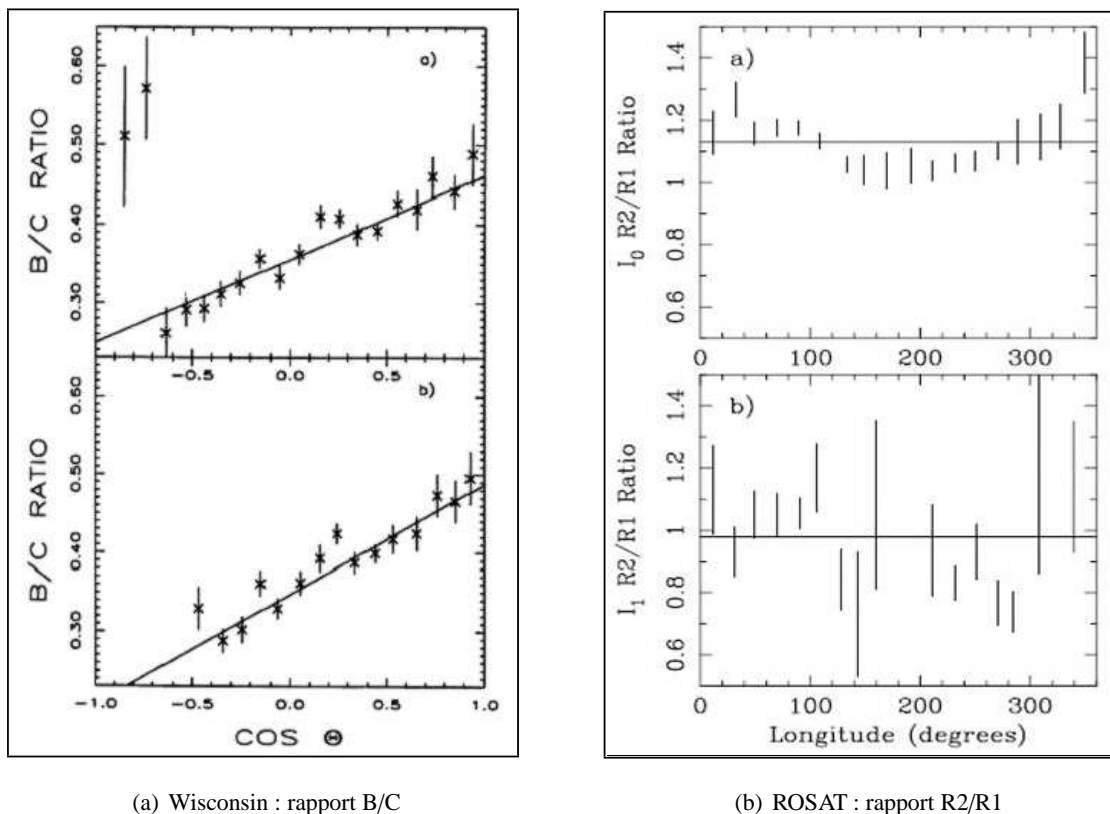 a)
B/C RATIO
0.60
0.50
0.40
0.30
-0.5
0.0
0.5
b)
B/C RATIO
0.60
0.50
0.40
0.30
-1.0
-0.5
0.0
0.5
1.0
COS Θ
(a) Wisconsin : rapport B/C
a)
I0 R2/R1 Ratio
1.4
1.2
1
0.8
0.6
0
100
200
300
b)
I1 R2/R1 Ratio
1.4
1.2
1
0.8
0.6
0
100
200
300
Longitude (degrees)
(b) ROSAT : rapport R2/R1